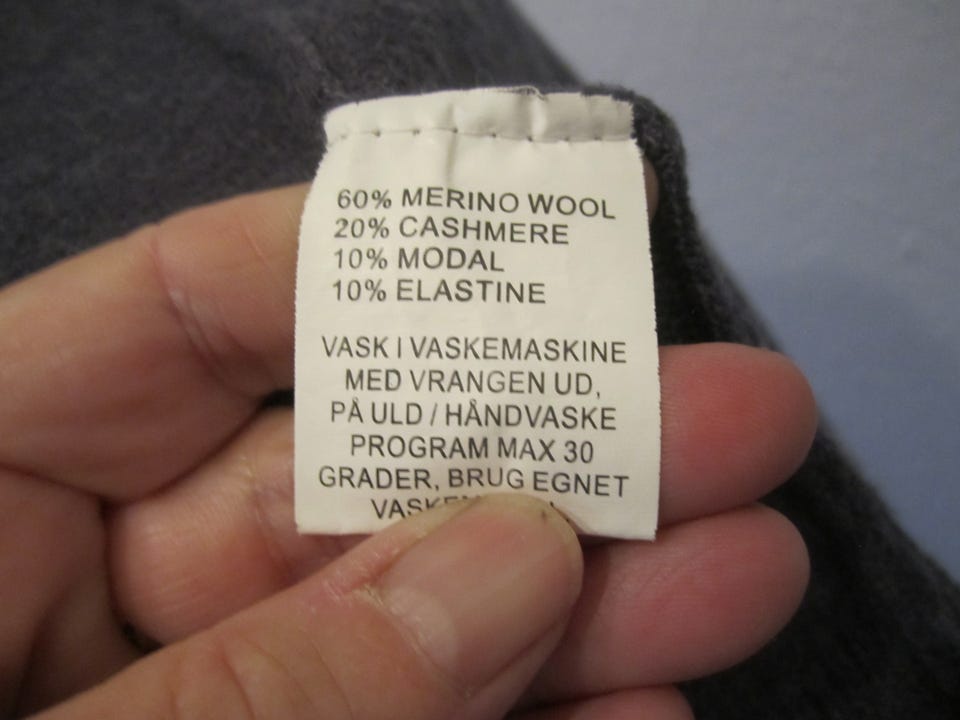 60% MERINO WOOL
20% CASHMERE
10% MODAL
10% ELASTINE
VASK I VASKEMASKINE
MED VRANGEN UD,
PÅ ULD / HÅNDVASKE
PROGRAM MAX 30
GRADER, BRUG EGNET